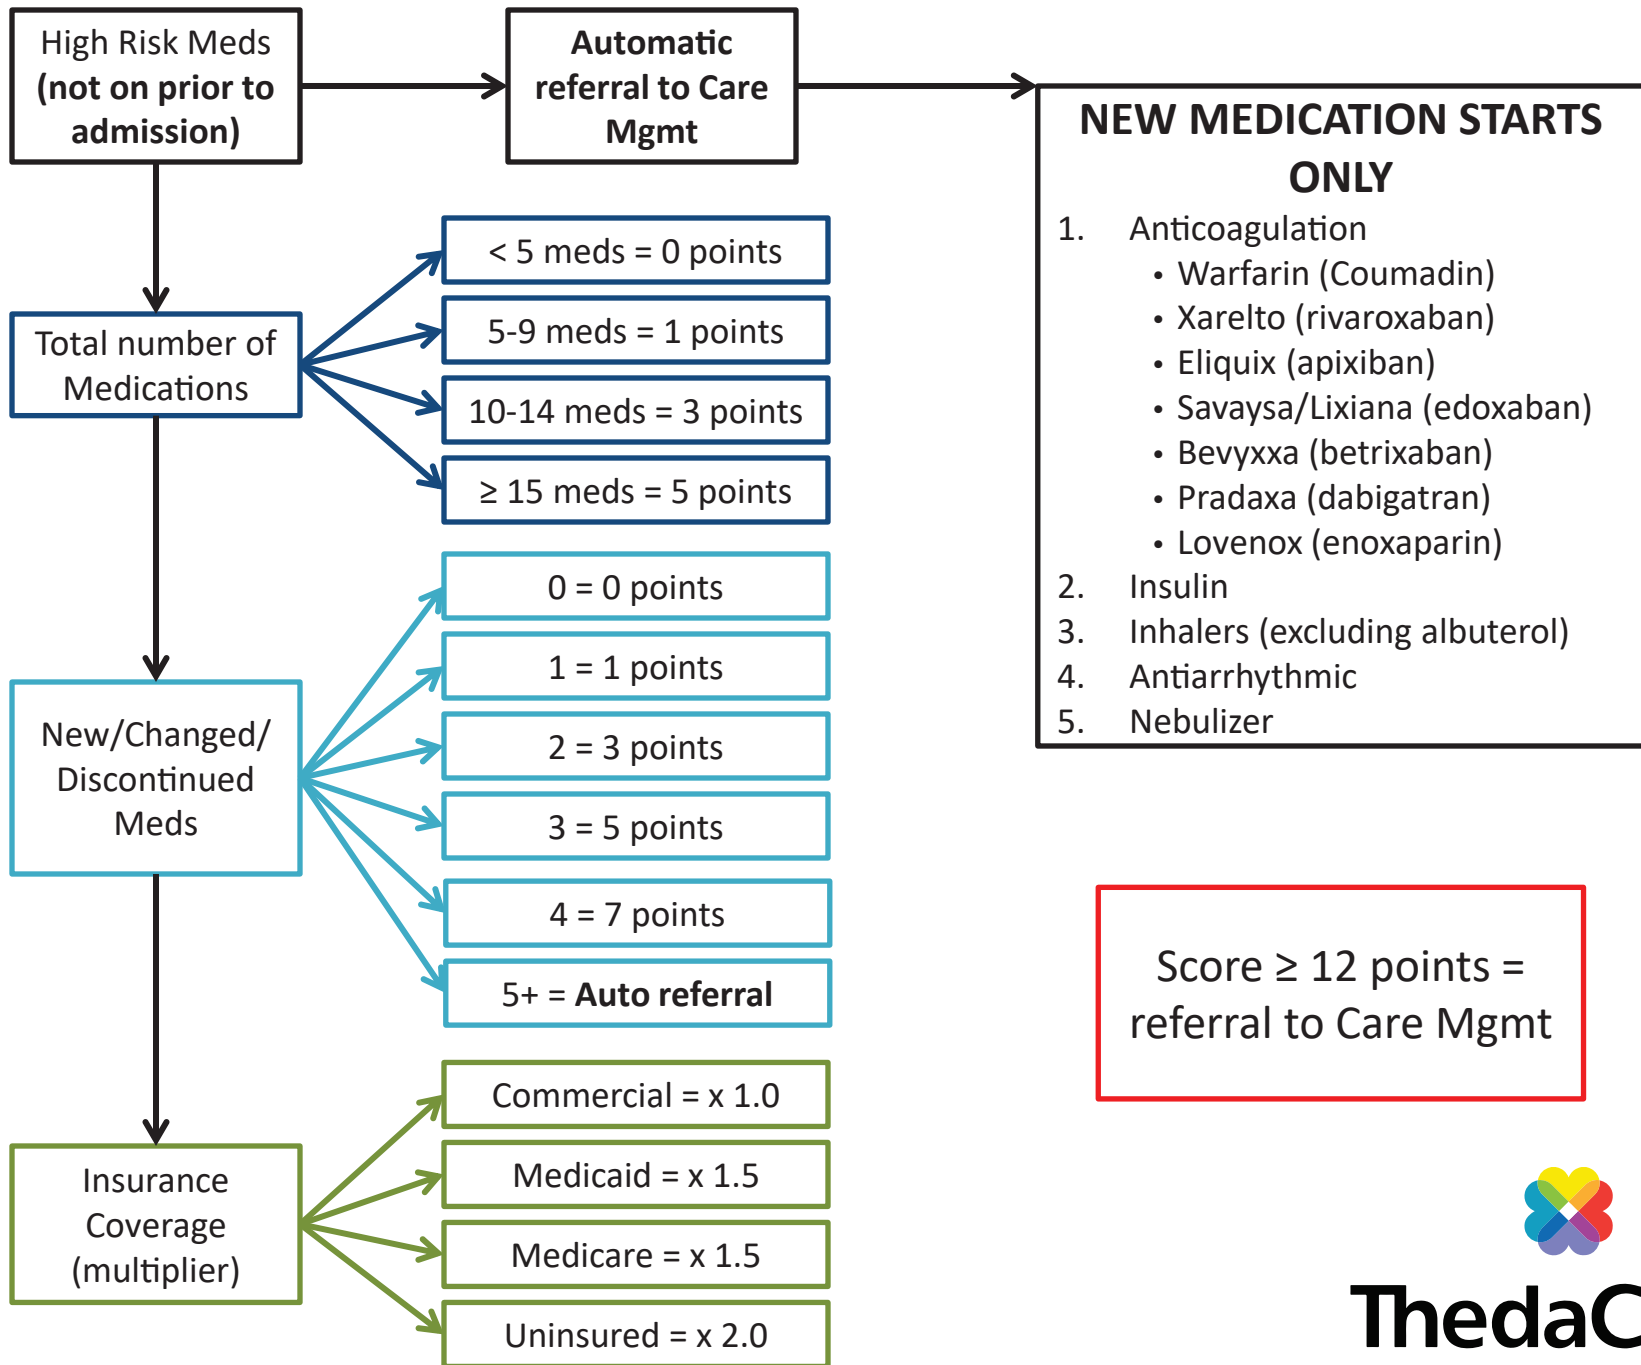 High Risk Meds
(not on prior to
admission)
Automatic
referral to Care
Mgmt
NEW MEDICATION STARTS
ONLY
1. Anticoagulation
• Warfarin (Coumadin)
• Xarelto (rivaroxaban)
• Eliquix (apixiban)
• Savaysa/Lixiana (edoxaban)
• Bevyxxa (betrixaban)
• Pradaxa (dabigatran)
• Lovenox (enoxaparin)
2. Insulin
3. Inhalers (excluding albuterol)
4. Antiarrhythmic
5. Nebulizer
Total number of
Medications
< 5 meds = 0 points
5-9 meds = 1 points
10-14 meds = 3 points
≥ 15 meds = 5 points
New/Changed/
Discontinued
Meds
0 = 0 points
1 = 1 points
2 = 3 points
3 = 5 points
4 = 7 points
5+ = Auto referral
Insurance
Coverage
(multiplier)
Commercial = x 1.0
Medicaid = x 1.5
Medicare = x 1.5
Uninsured = x 2.0
Score ≥ 12 points =
referral to Care Mgmt
ThedaC